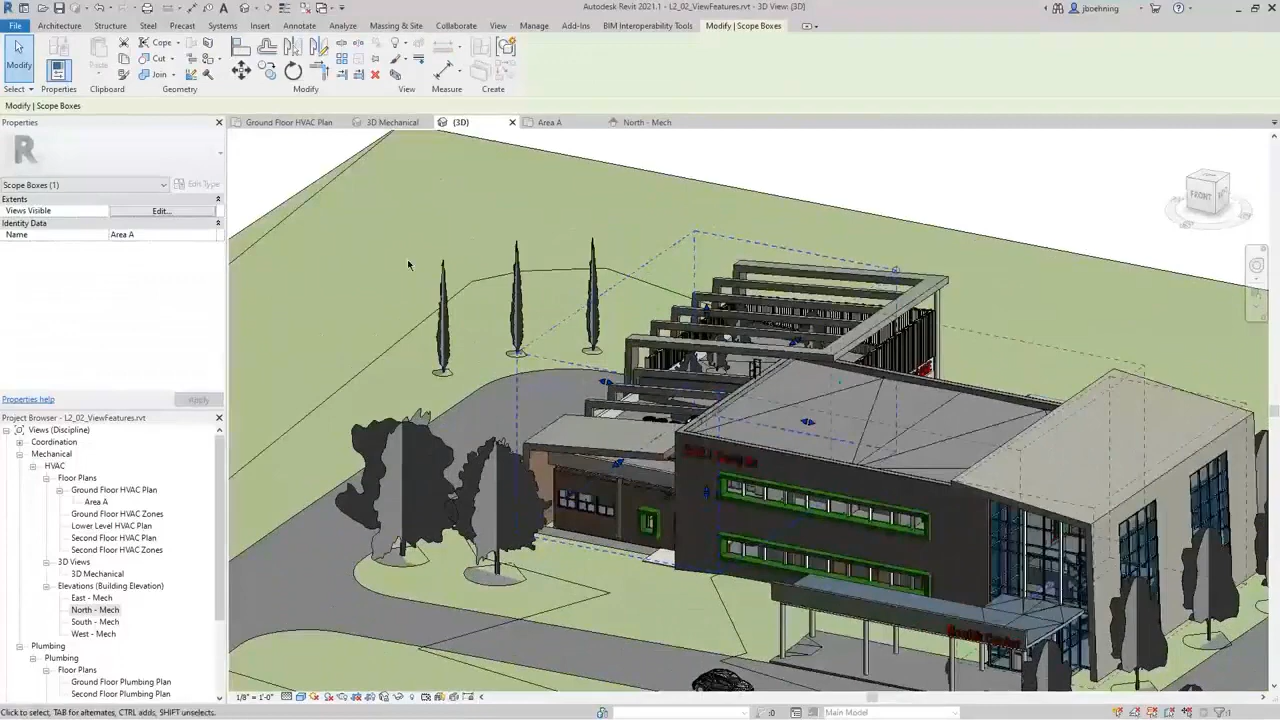 Autodesk Revit 2021.1 - L2_02_ViewFeatures.rvt - 3D View: {3D}
jboehning
File Architecture Structure Steel Precast Systems Insert Annotate Analyze Massing & Site Collaborate View Manage Add-Ins BIM Interoperability Tools Modify | Scope Boxes
Cope
Cut
Join
Modify
Paste
Select Properties Clipboard Geometry Modify View Measure Create
Modify | Scope Boxes
Properties
Ground Floor HVAC Plan 3D Mechanical {3D} Area A North - Mech
Scope Boxes (1) Edit Type
Extents
Views Visible Edit...
Identity Data
Name Area A
FRONT
Properties help Apply
Project Browser - L2_02_ViewFeatures.rvt
Views (Discipline)
Coordination
Mechanical
HVAC
Floor Plans
Ground Floor HVAC Plan
Area A
Ground Floor HVAC Zones
Lower Level HVAC Plan
Second Floor HVAC Plan
Second Floor HVAC Zones
3D Views
3D Mechanical
Elevations (Building Elevation)
East - Mech
North - Mech
South - Mech
West - Mech
Plumbing
Plumbing
Floor Plans
Ground Floor Plumbing Plan
Second Floor Plumbing Plan
1/8" = 1'-0"
Click to select, TAB for alternates, CTRL adds, SHIFT unselects.
:0
Main Model
:1